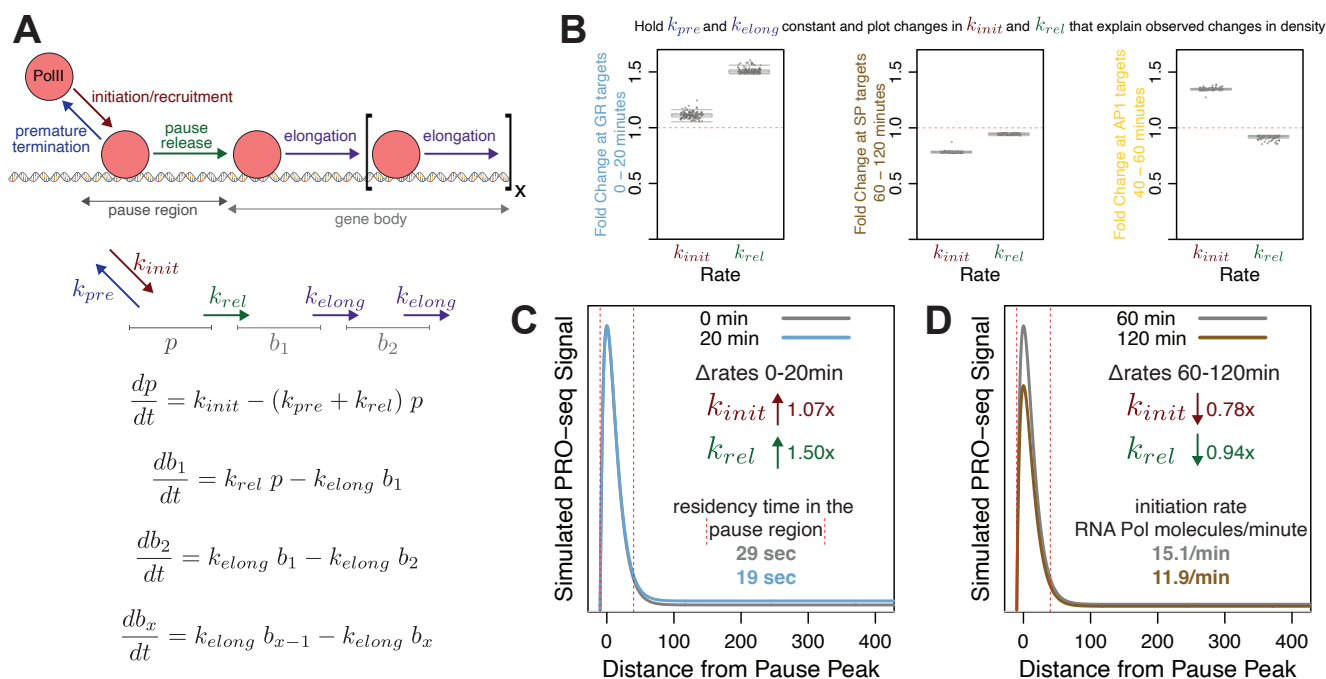 A
PolII
initiation/recruitment
premature
termination
pause
release
elongation
elongation
x
pause region
gene body
k_init
k_pre
k_rel
k_elong
k_elong
p
b_1
b_2
dp/dt = k_init − (k_pre + k_rel) p
db_1/dt = k_rel p − k_elong b_1
db_2/dt = k_elong b_1 − k_elong b_2
db_x/dt = k_elong b_{x−1} − k_elong b_x
B
Hold k_pre and k_elong constant and plot changes in k_init and k_rel that explain observed changes in density
Fold Change at GR targets
0 − 20 minutes
1.5
1.0
0.5
k_init
k_rel
Rate
Fold Change at SP targets
60 − 120 minutes
1.5
1.0
0.5
k_init
k_rel
Rate
Fold Change at AP1 targets
40 − 60 minutes
1.5
1.0
0.5
k_init
k_rel
Rate
C
Simulated PRO−seq Signal
0 min
20 min
Δrates 0-20min
k_init 1.07x
k_rel 1.50x
residency time in the
pause region
29 sec
19 sec
0 100 200 300 400
Distance from Pause Peak
D
Simulated PRO−seq Signal
60 min
120 min
Δrates 60-120min
k_init 0.78x
k_rel 0.94x
initiation rate
RNA Pol molecules/minute
15.1/min
11.9/min
0 100 200 300 400
Distance from Pause Peak